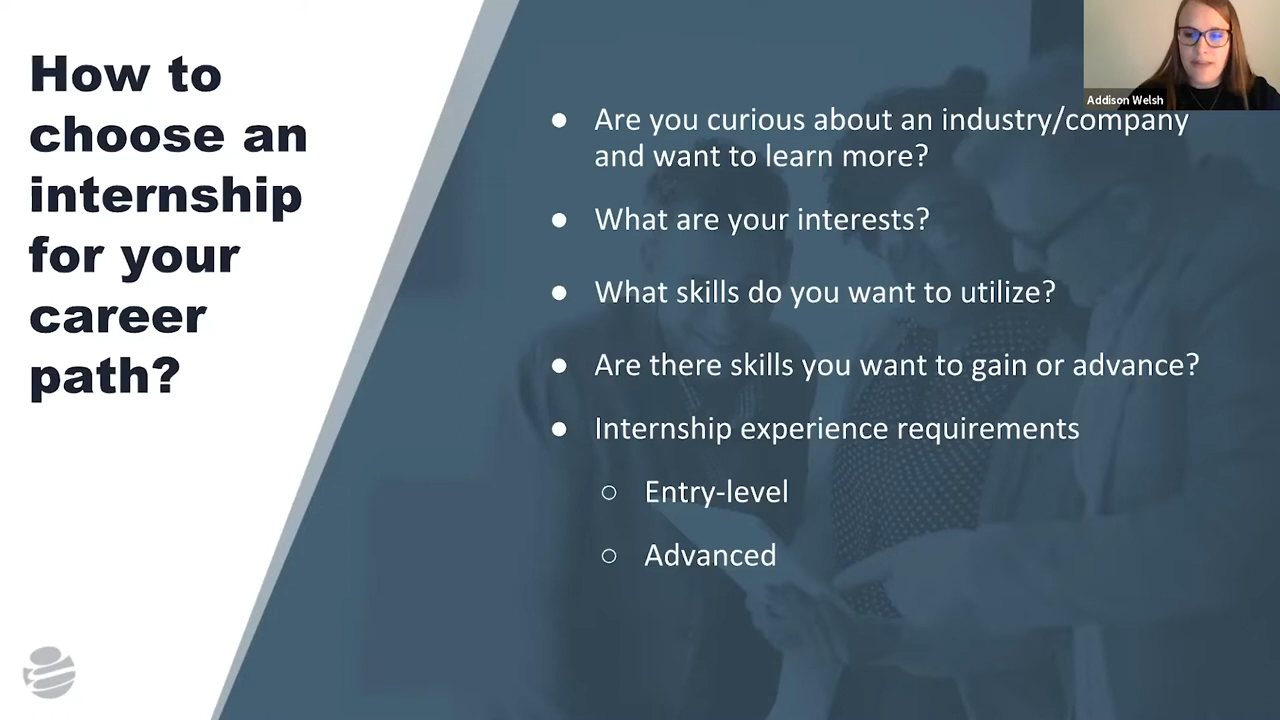 How to
choose an
internship
for your
career
path?
Addison Welsh
● Are you curious about an industry/company
and want to learn more?
● What are your interests?
● What skills do you want to utilize?
● Are there skills you want to gain or advance?
● Internship experience requirements
○ Entry-level
○ Advanced